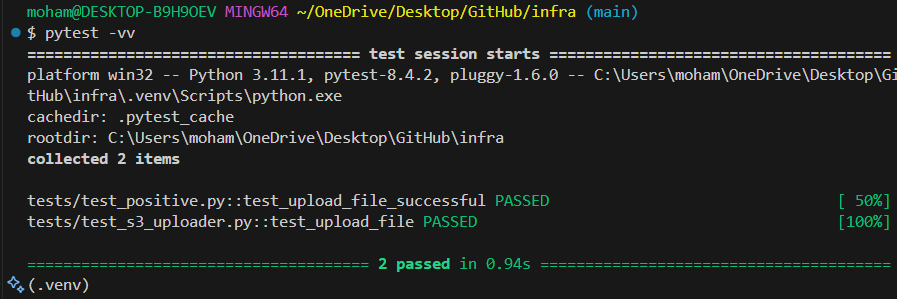 moham@DESKTOP-B9H9OEV MINGW64 ~/OneDrive/Desktop/GitHub/infra (main)
$ pytest -vv
==================================== test session starts =====================================
platform win32 -- Python 3.11.1, pytest-8.4.2, pluggy-1.6.0 -- C:\Users\moham\OneDrive\Desktop\Gi
tHub\infra\.venv\Scripts\python.exe
cachedir: .pytest_cache
rootdir: C:\Users\moham\OneDrive\Desktop\GitHub\infra
collected 2 items
tests/test_positive.py::test_upload_file_successful PASSED [ 50%]
tests/test_s3_uploader.py::test_upload_file PASSED [100%]
===================================== 2 passed in 0.94s ======================================
(.venv)